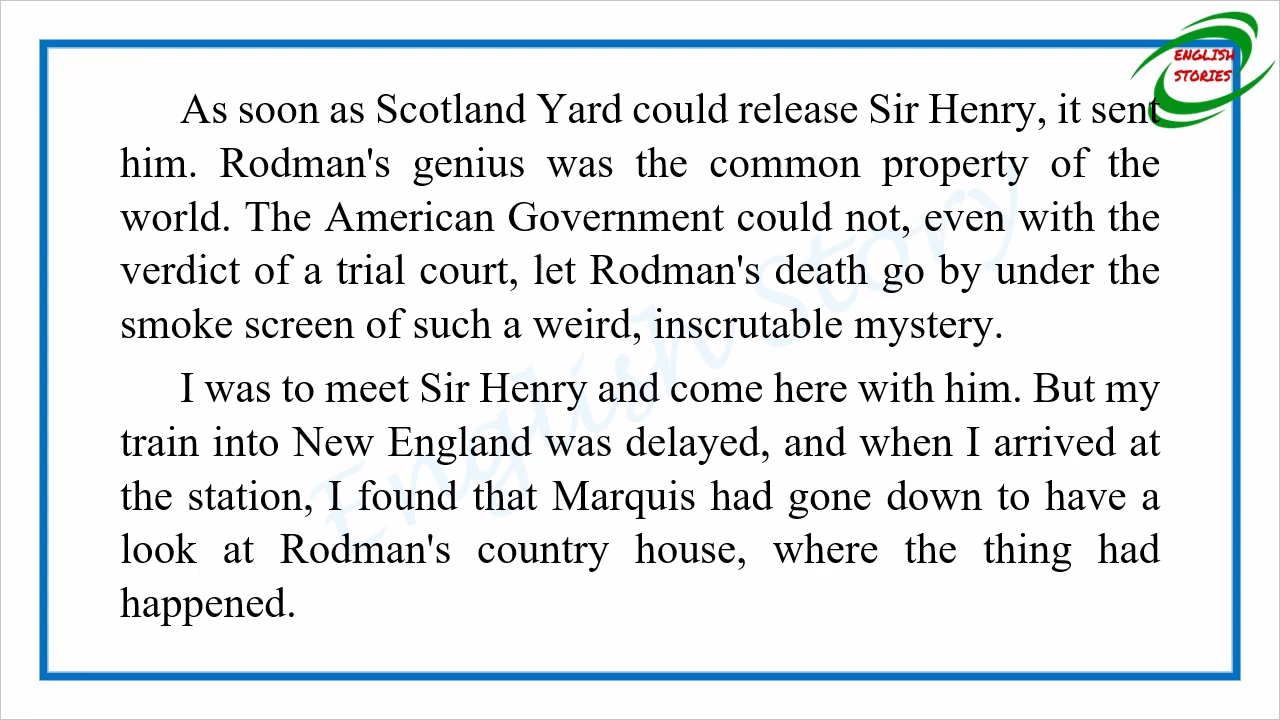 ENGLISH
STORIES
As soon as Scotland Yard could release Sir Henry, it sent
him. Rodman's genius was the common property of the
world. The American Government could not, even with the
verdict of a trial court, let Rodman's death go by under the
smoke screen of such a weird, inscrutable mystery.
I was to meet Sir Henry and come here with him. But my
train into New England was delayed, and when I arrived at
the station, I found that Marquis had gone down to have a
look at Rodman's country house, where the thing had
happened.
English Story